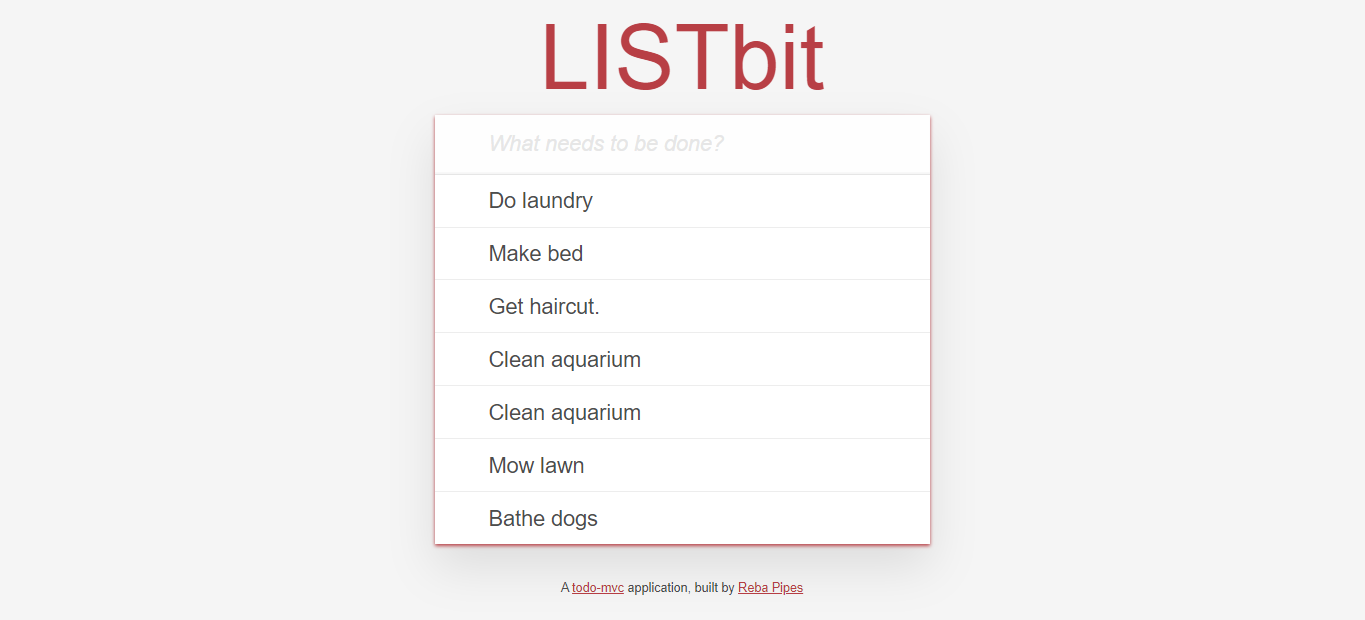 LISTbit
What needs to be done?
Do laundry
Make bed
Get haircut.
Clean aquarium
Clean aquarium
Mow lawn
Bathe dogs
A todo-mvc application, built by Reba Pipes